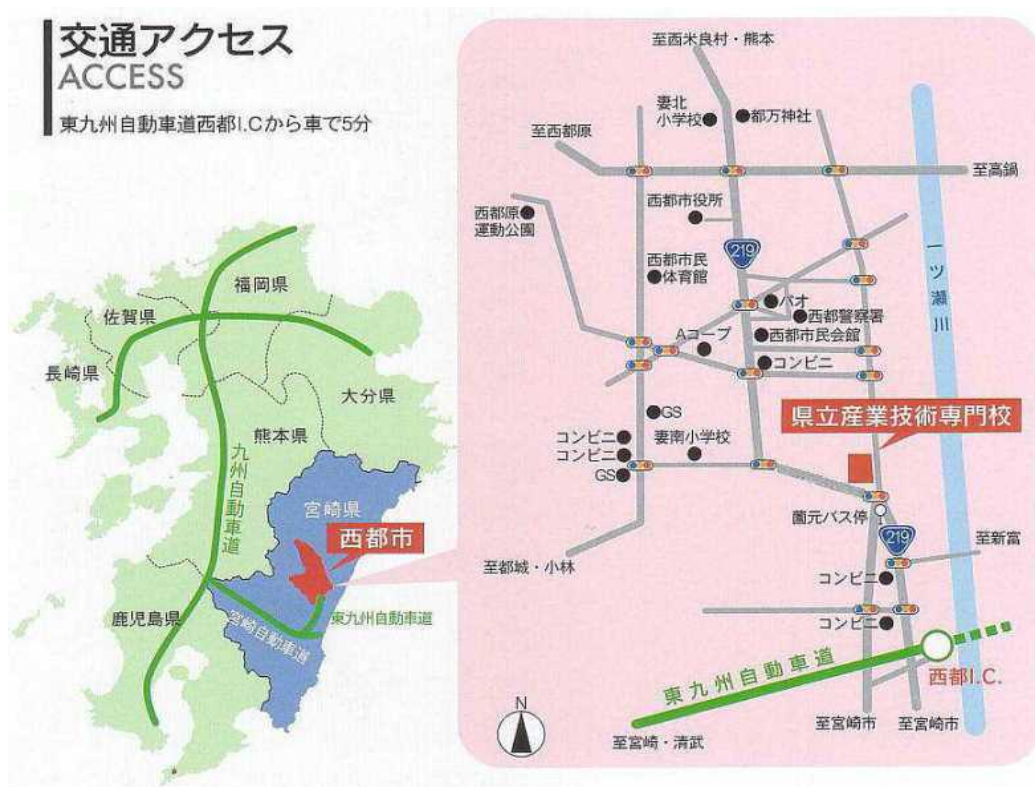 交通アクセス
ACCESS
東九州自動車道西都I.Cから車で5分
福岡県
佐賀県
長崎県
大分県
熊本県
九州自動車道
宮崎県
西都市
鹿児島県
宮崎自動車道
東九州自動車道
至西米良村・熊本
妻北
小学校
都万神社
至西都原
至高鍋
西都市役所
西都原
運動公園
219
一ツ瀬川
西都市民
体育館
パオ
西都警察署
Aコープ
西都市民会館
コンビニ
県立産業技術専門校
GS
コンビニ
妻南小学校
コンビニ
GS
薗元バス停
219
至新富
至都城・小林
コンビニ
コンビニ
東九州自動車道
西都I.C.
N
至宮崎・清武
至宮崎市
至宮崎市